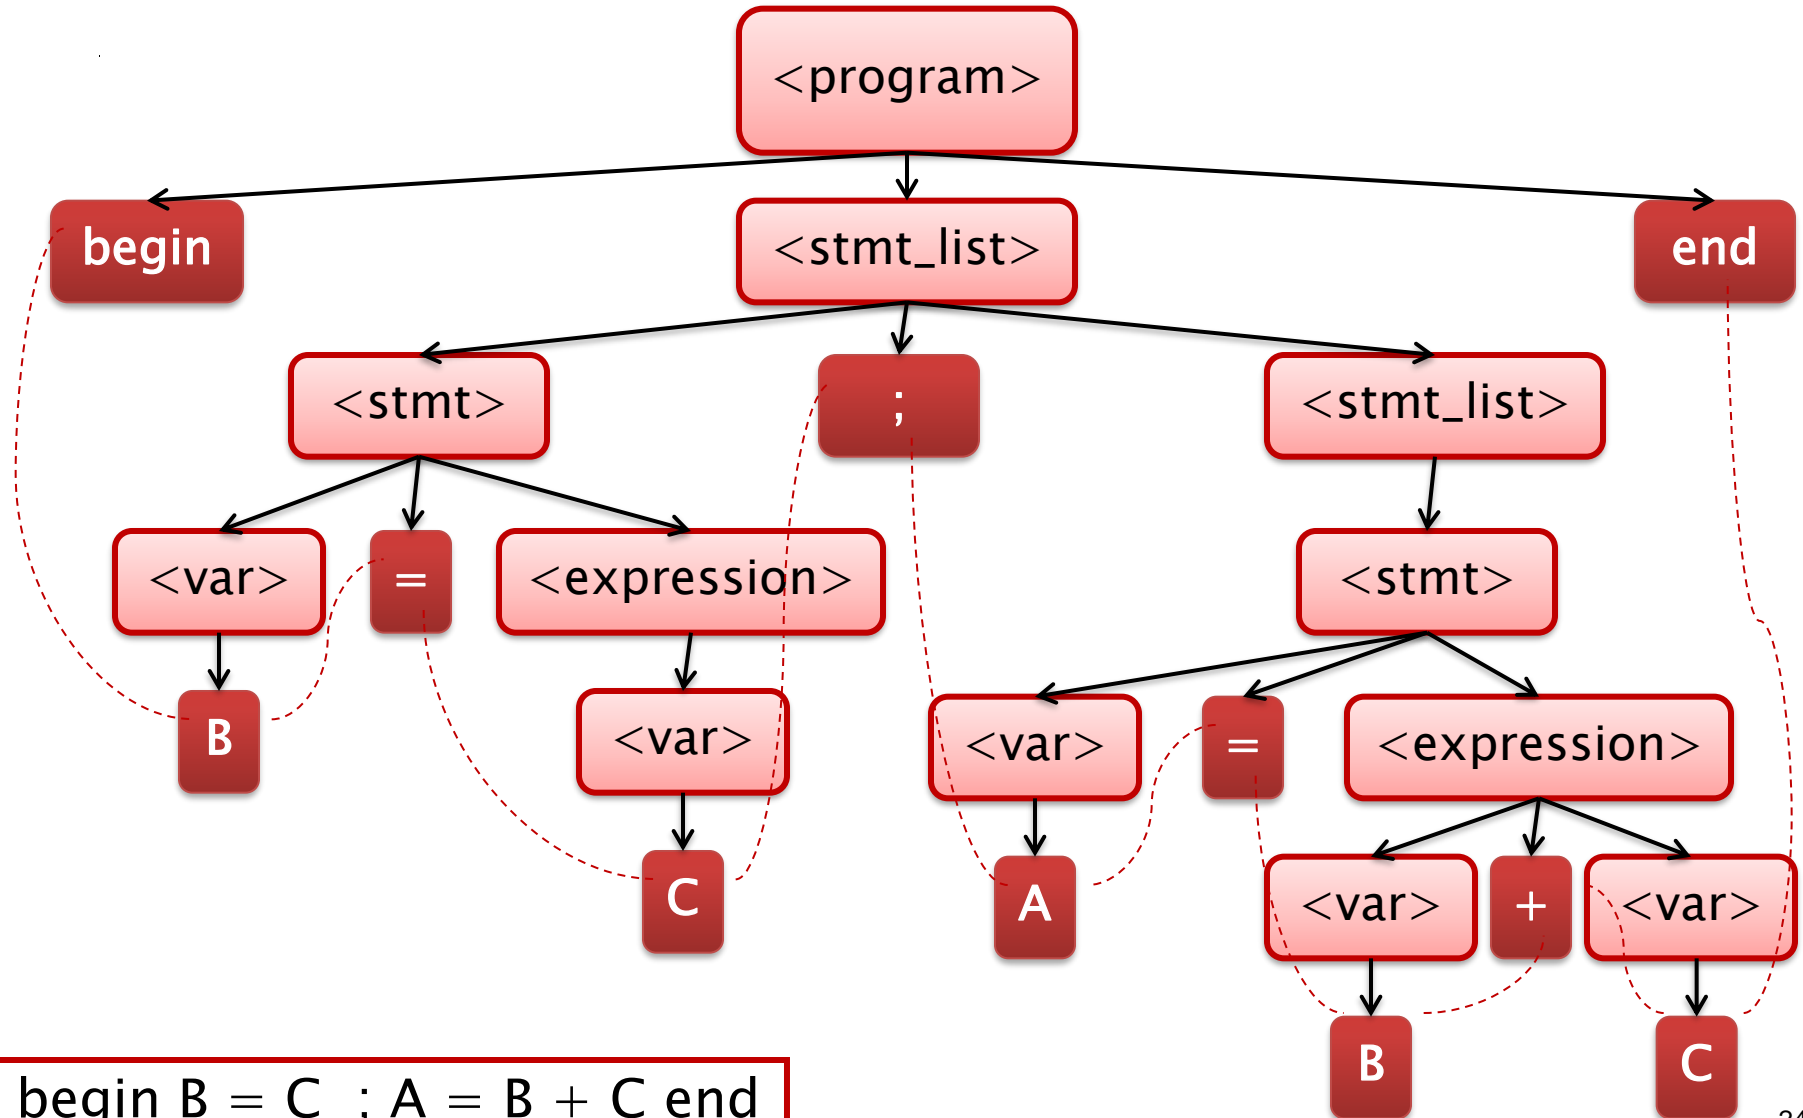 <program>
begin <stmt_list> end
<stmt> ; <stmt_list>
<var> = <expression> <stmt>
B <var> <var> = <expression>
C A <var> + <var>
B C
begin B = C ; A = B + C end